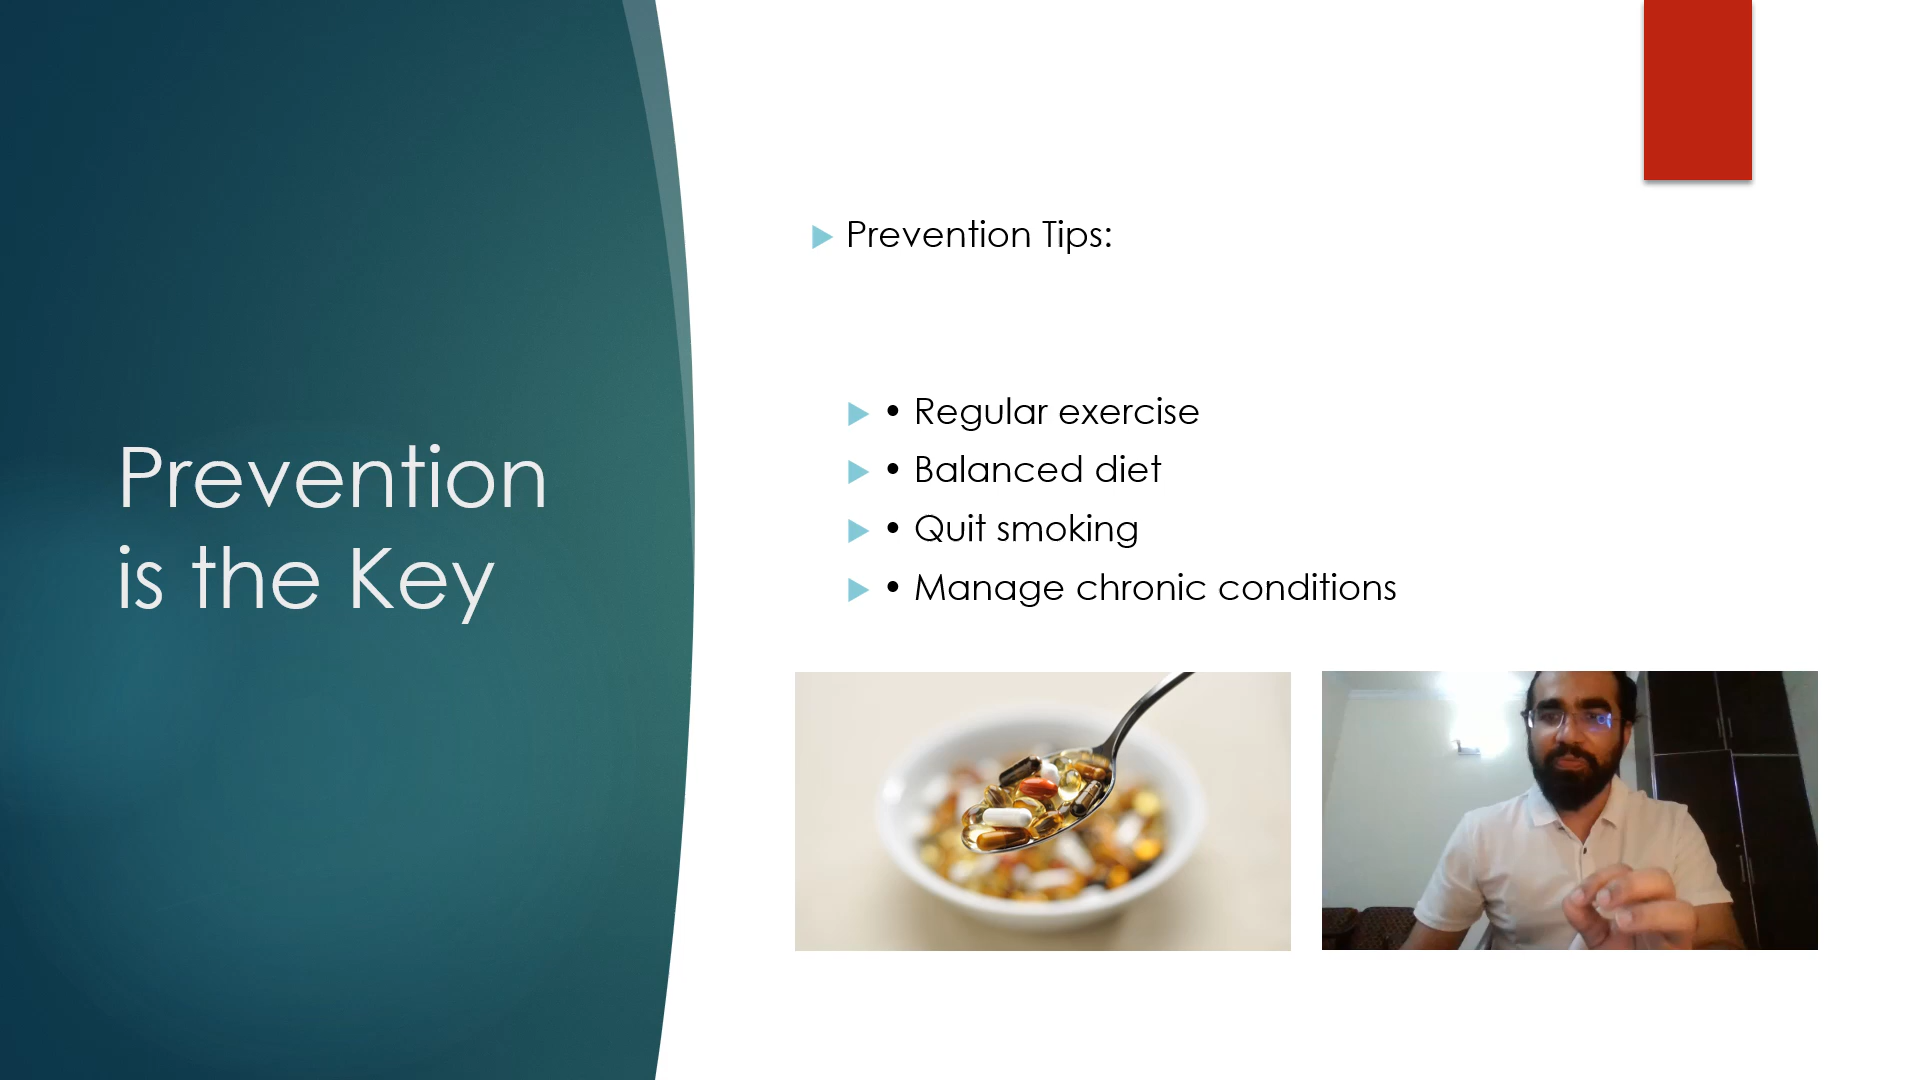 Prevention
is the Key
Prevention Tips:
• Regular exercise
• Balanced diet
• Quit smoking
• Manage chronic conditions